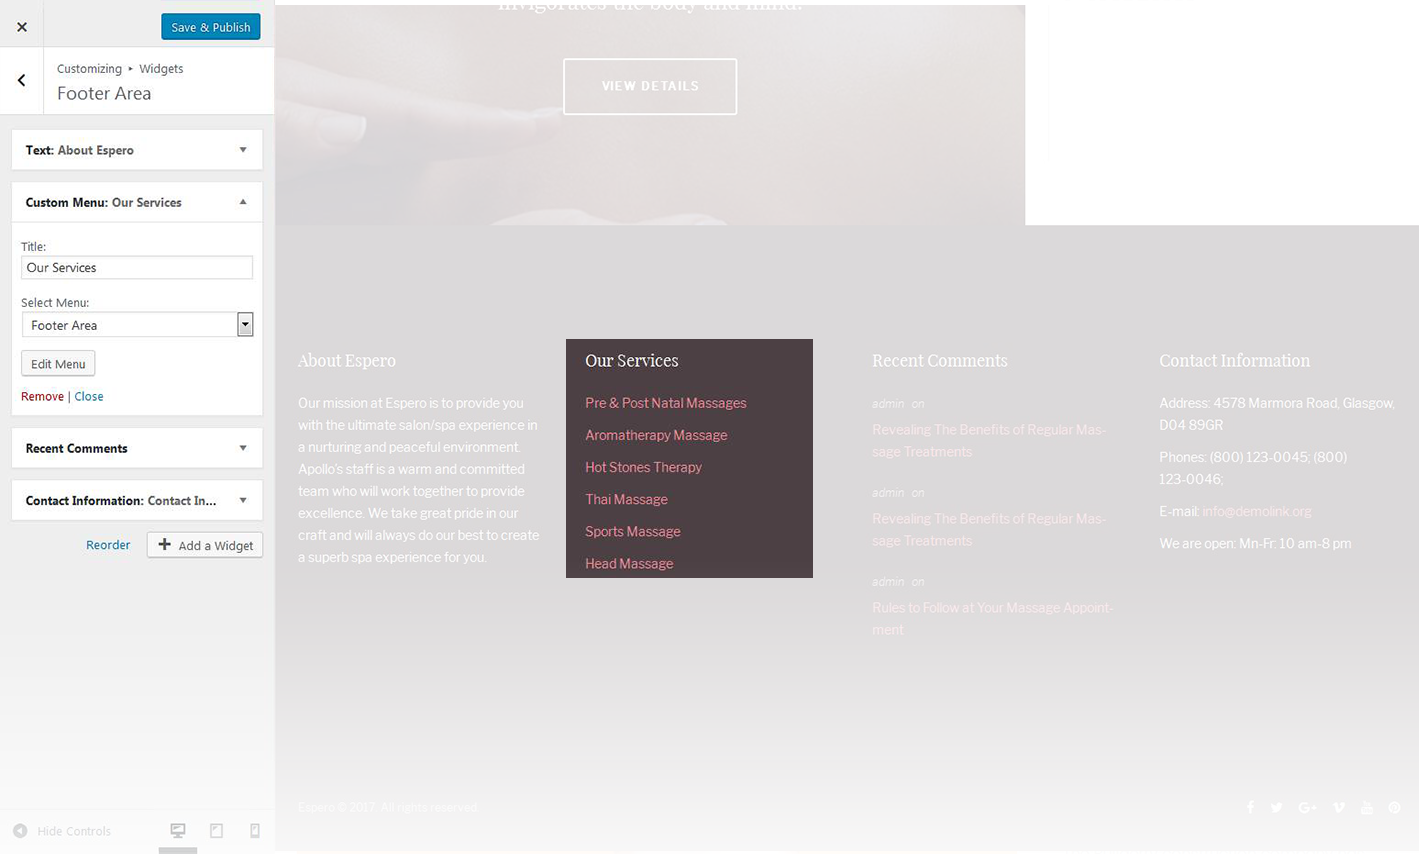 Save & Publish
Customizing ▸ Widgets
Footer Area
Text: About Espero
Custom Menu: Our Services
Title:
Our Services
Select Menu:
Footer Area
Edit Menu
Remove | Close
Recent Comments
Contact Information: Contact In...
Reorder
Add a Widget
Hide Controls
invigorates the body and mind.
VIEW DETAILS
About Espero
Our mission at Espero is to provide you
with the ultimate salon/spa experience in
a nurturing and peaceful environment.
Apollo's staff is a warm and committed
team who will work together to provide
excellence. We take great pride in our
craft and will always do our best to create
a superb spa experience for you.
Our Services
Pre & Post Natal Massages
Aromatherapy Massage
Hot Stones Therapy
Thai Massage
Sports Massage
Head Massage
Recent Comments
admin on
Revealing The Benefits of Regular Mas-
sage Treatments
admin on
Revealing The Benefits of Regular Mas-
sage Treatments
admin on
Rules to Follow at Your Massage Appoint-
ment
Contact Information
Address: 4578 Marmora Road, Glasgow,
D04 89GR
Phones: (800) 123-0045; (800)
123-0046;
E-mail: info@demolink.org
We are open: Mn-Fr: 10 am-8 pm
Espero © 2017. All rights reserved